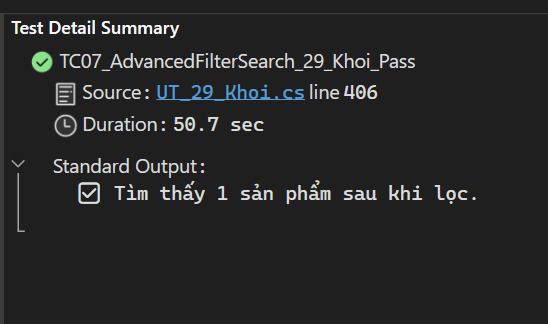 Test Detail Summary
TC07_AdvancedFilterSearch_29_Khoi_Pass
Source: UT_29_Khoi.cs line 406
Duration: 50.7 sec
Standard Output:
Tìm thấy 1 sản phẩm sau khi lọc.